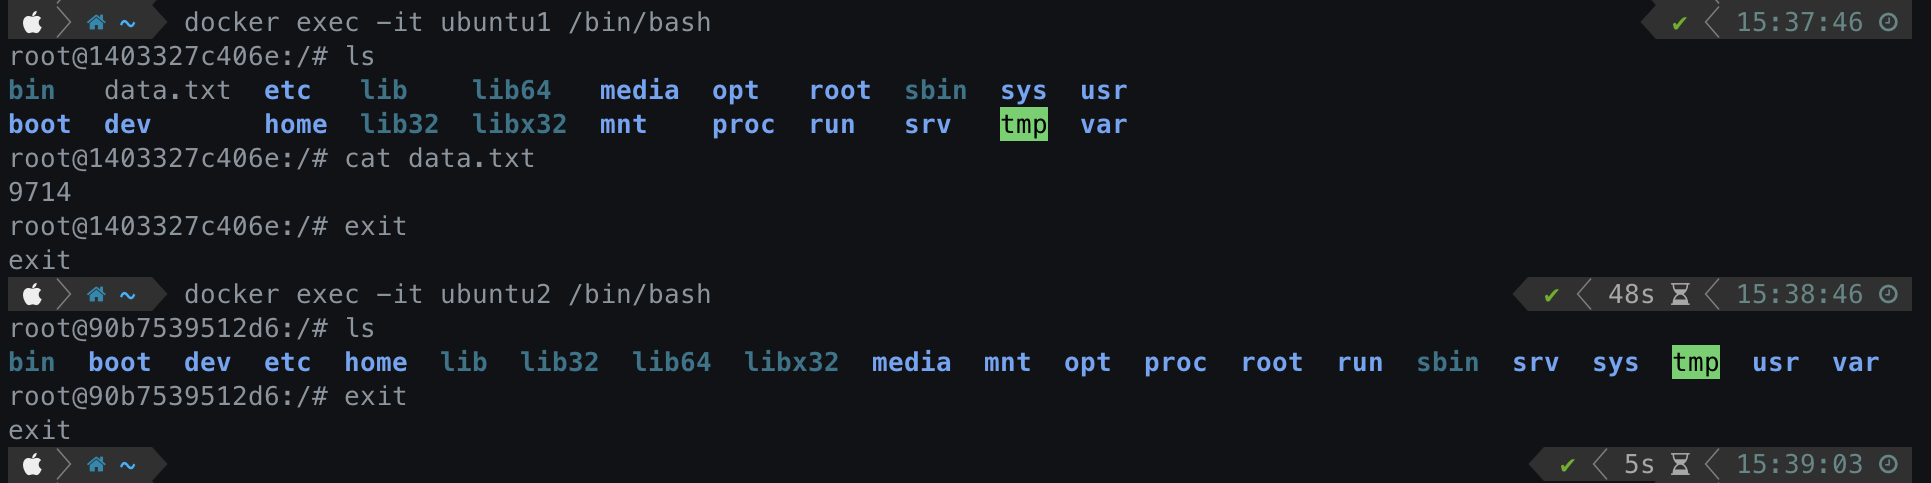 ~ docker exec -it ubuntu1 /bin/bash 15:37:46
root@1403327c406e:/# ls
bin data.txt etc lib lib64 media opt root sbin sys usr
boot dev home lib32 libx32 mnt proc run srv tmp var
root@1403327c406e:/# cat data.txt
9714
root@1403327c406e:/# exit
exit
~ docker exec -it ubuntu2 /bin/bash 48s 15:38:46
root@90b7539512d6:/# ls
bin boot dev etc home lib lib32 lib64 libx32 media mnt opt proc root run sbin srv sys tmp usr var
root@90b7539512d6:/# exit
exit
~ 5s 15:39:03